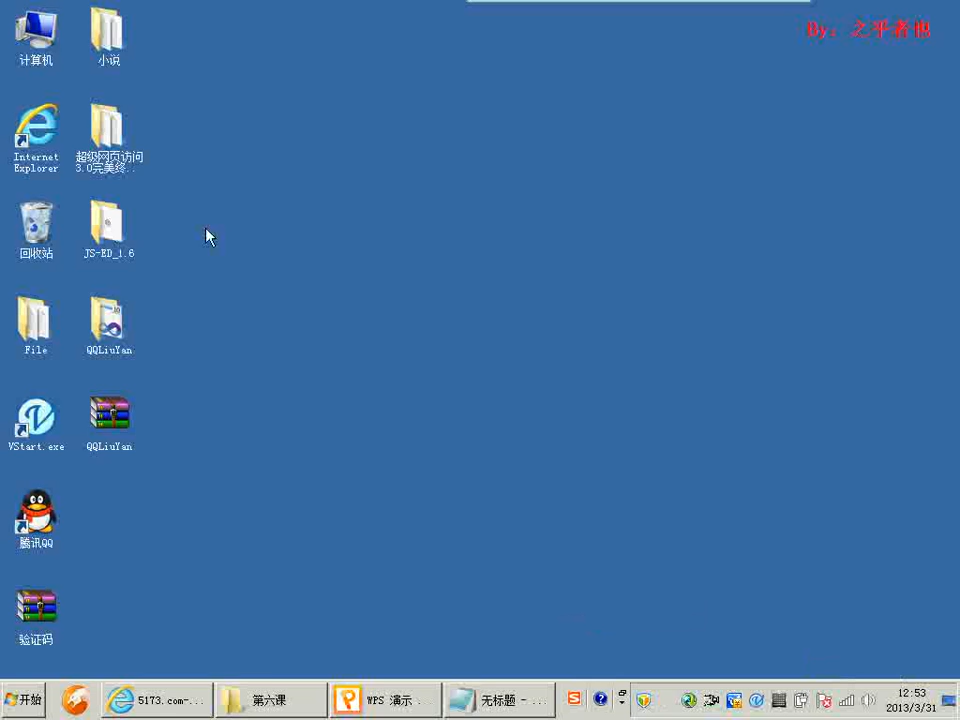 By: 之乎者也
计算机
小说
Internet
Explorer
超级网页访问
3.0完美终..
回收站
JS-ED_1.6
File
QQLiuYan
VStart.exe
QQLiuYan
腾讯QQ
验证码
开始
5173.com-...
第六课
WPS 演示 .
无标题 - ...
12:53
2013/3/31